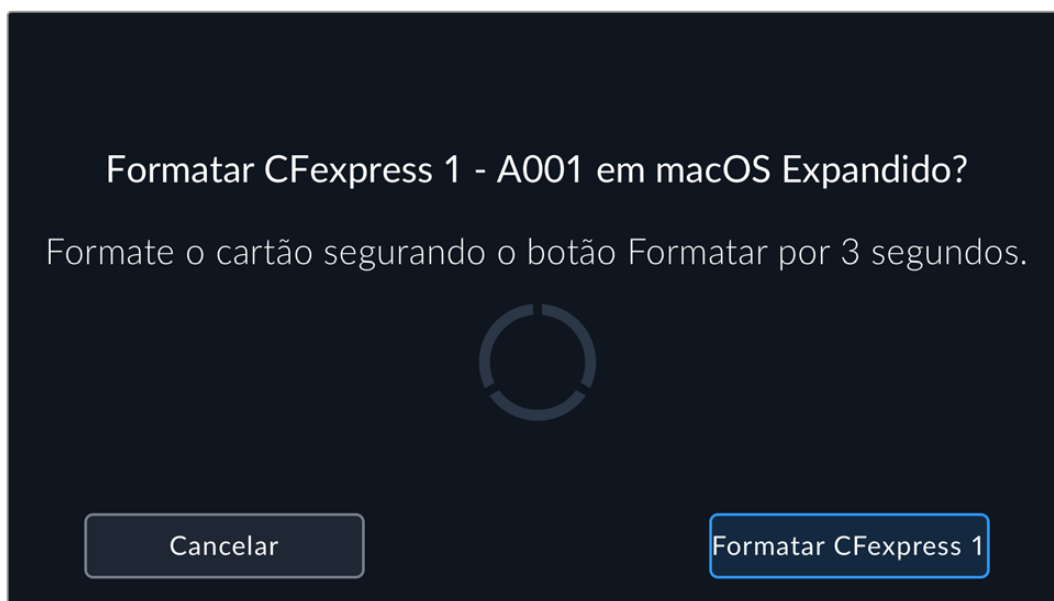 Formatar CFexpress 1 - A001 em macOS Expandido?
Formate o cartão segurando o botão Formatar por 3 segundos.
Cancelar
Formatar CFexpress 1